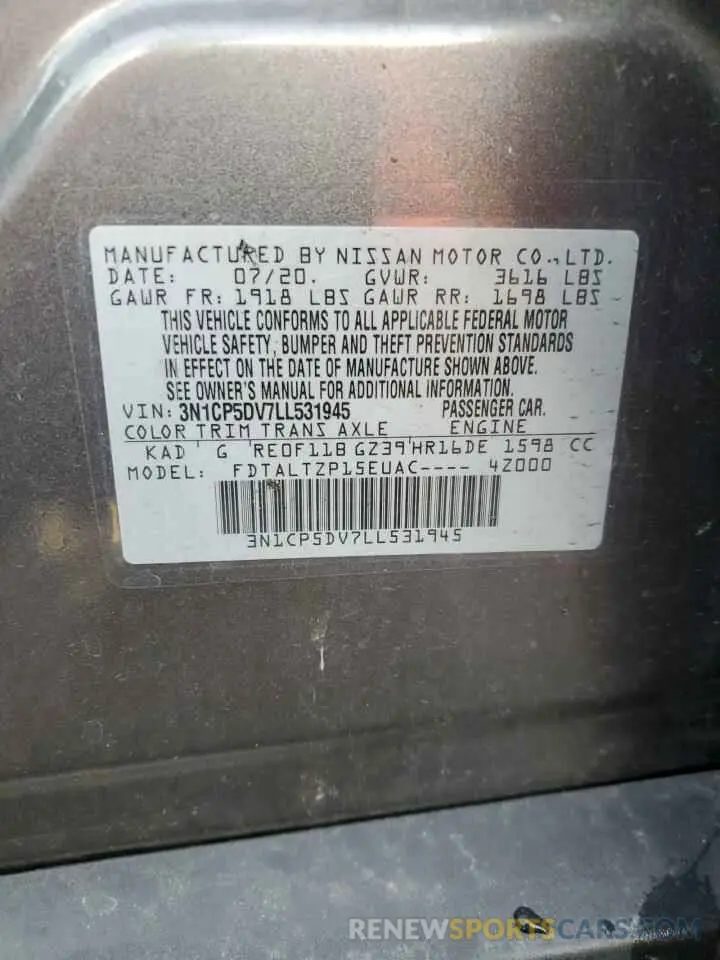 MANUFACTURED BY NISSAN MOTOR CO., LTD.
DATE: 07/20. GVWR: 3616 LBS
GAWR FR: 1918 LBS GAWR RR: 1698 LBS
THIS VEHICLE CONFORMS TO ALL APPLICABLE FEDERAL MOTOR
VEHICLE SAFETY, BUMPER AND THEFT PREVENTION STANDARDS
IN EFFECT ON THE DATE OF MANUFACTURE SHOWN ABOVE.
SEE OWNER'S MANUAL FOR ADDITIONAL INFORMATION.
VIN: 3N1CP5DV7LL531945 PASSENGER CAR.
COLOR TRIM TRANS AXLE ENGINE
KAD ' G ' RE0F11B GZ39'HR16DE 1598 CC
MODEL: FDTALTZP15EUAC---- 4Z000
3N1CP5DV7LL531945
RENEWSPORTSCARS.COM